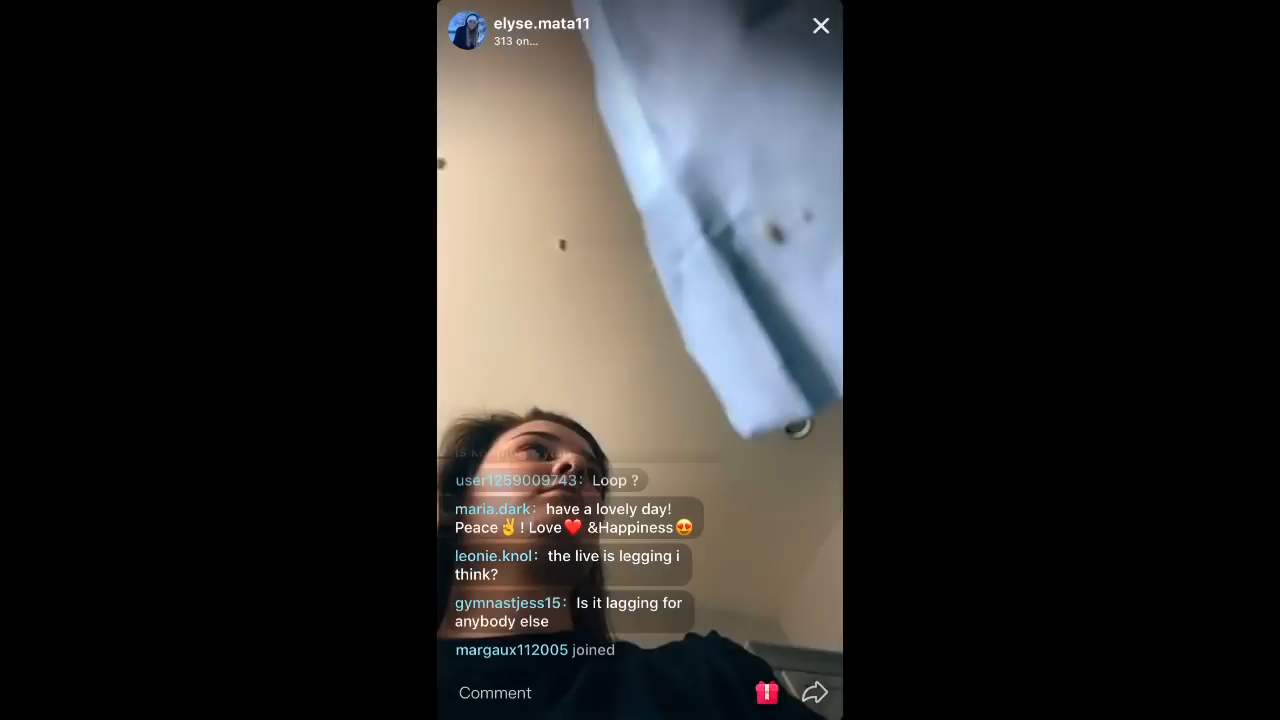 elyse.mata11
313 on...
user1259009743: Loop ?
maria.dark: have a lovely day!
Peace✌️! Love❤️ &Happiness😍
leonie.knol: the live is legging i
think?
gymnastjess15: Is it lagging for
anybody else
margaux112005 joined
Comment